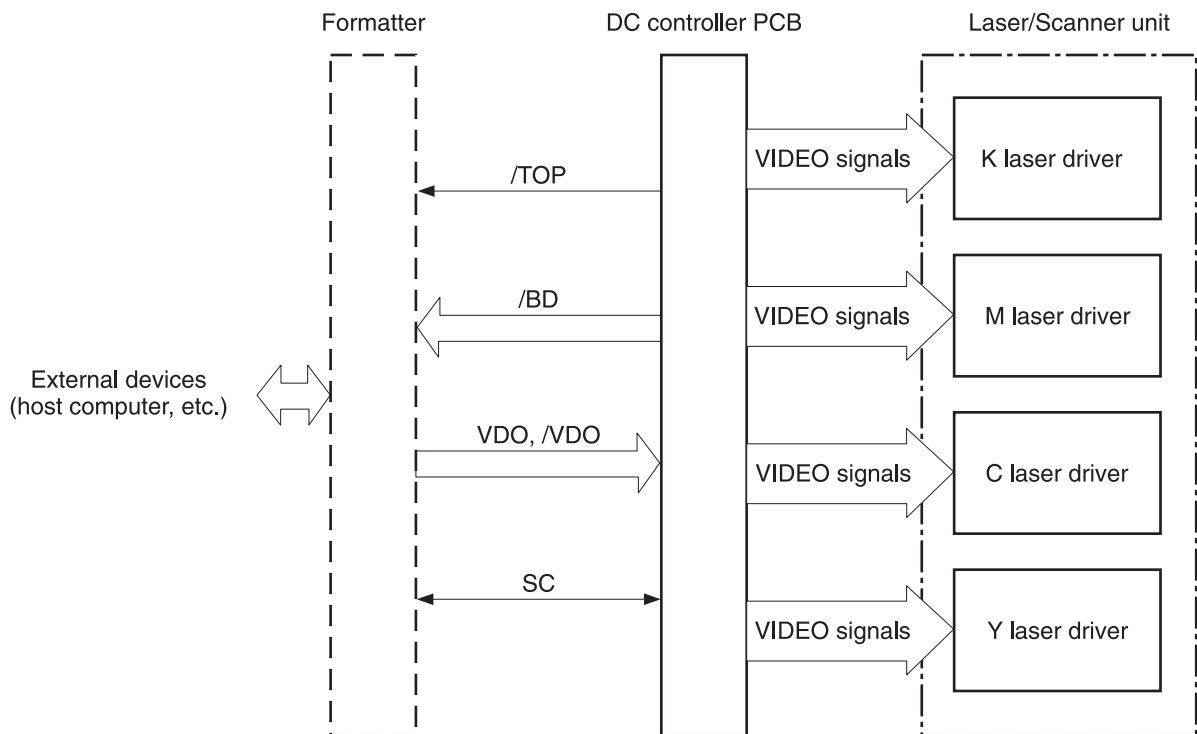 Formatter
DC controller PCB
Laser/Scanner unit
VIDEO signals
K laser driver
/TOP
/BD
VIDEO signals
M laser driver
External devices
(host computer, etc.)
VDO, /VDO
VIDEO signals
C laser driver
SC
VIDEO signals
Y laser driver